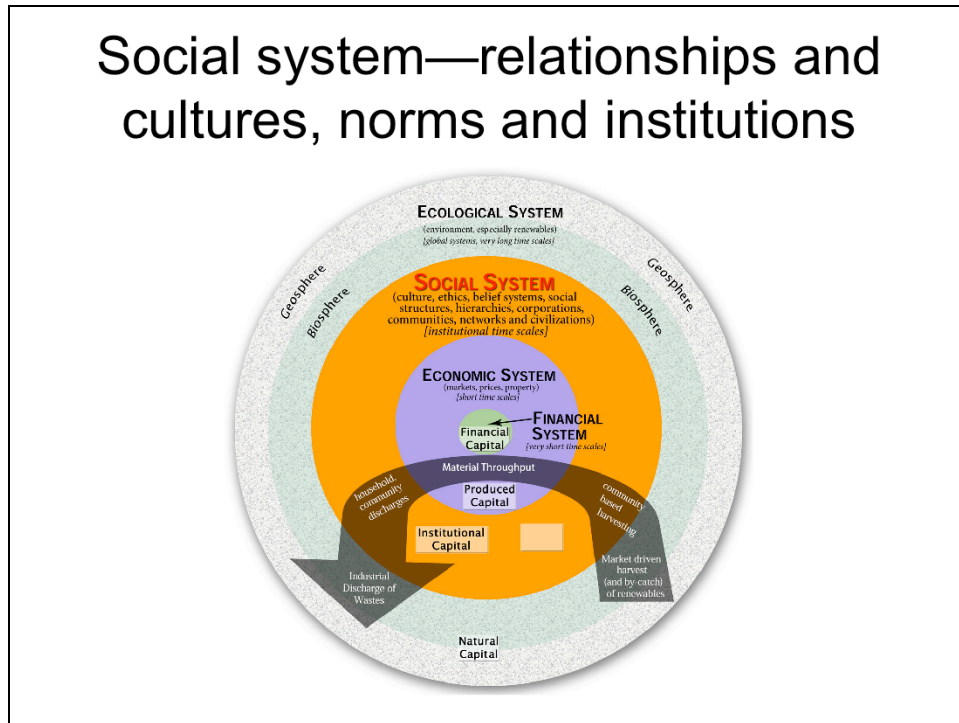 Social system—relationships and
cultures, norms and institutions
ECOLOGICAL SYSTEM
(environment, especially renewables)
[global systems, very long time scales]
Geosphere
Geosphere
Biosphere
Biosphere
SOCIAL SYSTEM
(culture, ethics, belief systems, social
structures, hierarchies, corporations,
communities, networks and civilizations)
[institutional time scales]
ECONOMIC SYSTEM
(markets, prices, property)
[short time scales]
FINANCIAL
SYSTEM
[very short time scales]
Financial
Capital
Material Throughput
household,
community
discharges
Produced
Capital
community
based
harvesting
Institutional
Capital
Industrial
Discharge of
Wastes
Market driven
harvest
(and by-catch)
of renewables
Natural
Capital